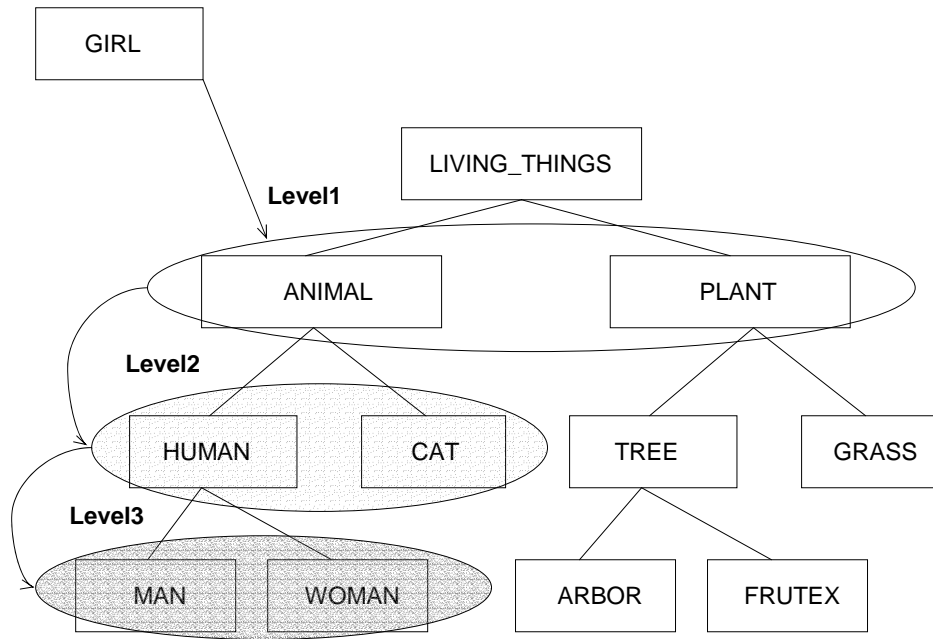 GIRL
LIVING_THINGS
Level1
ANIMAL
PLANT
Level2
HUMAN
CAT
TREE
GRASS
Level3
MAN
WOMAN
ARBOR
FRUTEX